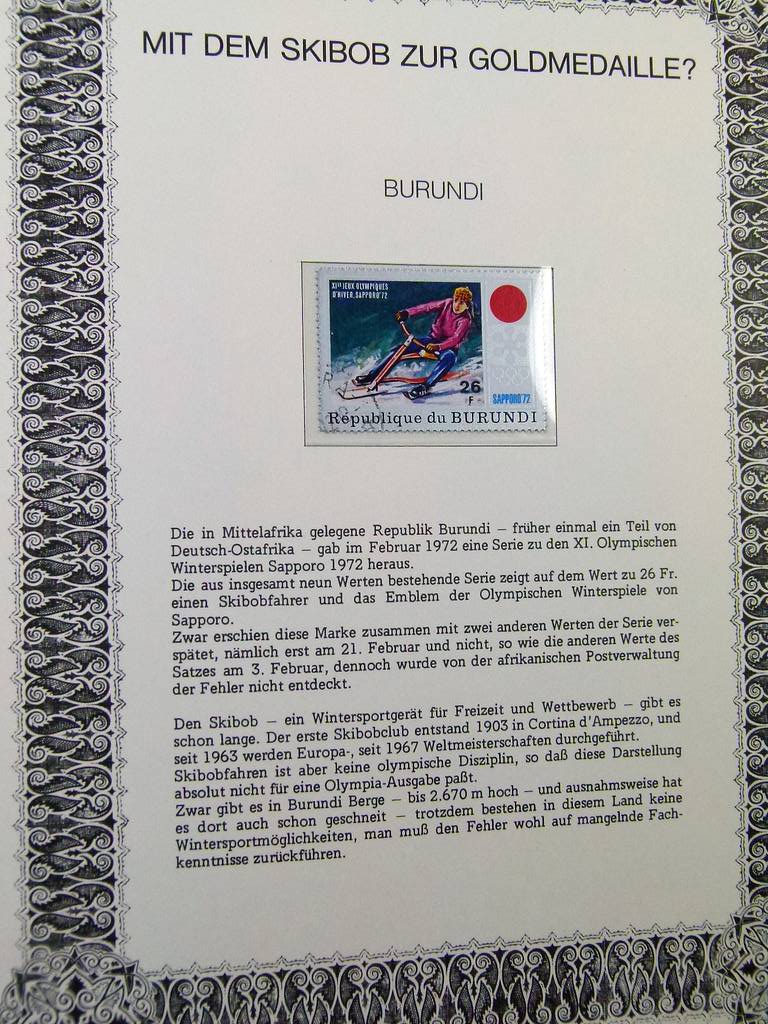 MIT DEM SKIBOB ZUR GOLDMEDAILLE?
BURUNDI
XIes JEUX OLYMPIQUES
D'HIVER, SAPPORO'72
26
F
SAPPORO'72
République du BURUNDI
Die in Mittelafrika gelegene Republik Burundi – früher einmal ein Teil von
Deutsch-Ostafrika – gab im Februar 1972 eine Serie zu den XI. Olympischen
Winterspielen Sapporo 1972 heraus.
Die aus insgesamt neun Werten bestehende Serie zeigt auf dem Wert zu 26 Fr.
einen Skibobfahrer und das Emblem der Olympischen Winterspiele von
Sapporo.
Zwar erschien diese Marke zusammen mit zwei anderen Werten der Serie ver-
spätet, nämlich erst am 21. Februar und nicht, so wie die anderen Werte des
Satzes am 3. Februar, dennoch wurde von der afrikanischen Postverwaltung
der Fehler nicht entdeckt.
Den Skibob – ein Wintersportgerät für Freizeit und Wettbewerb – gibt es
schon lange. Der erste Skibobclub entstand 1903 in Cortina d'Ampezzo, und
seit 1963 werden Europa-, seit 1967 Weltmeisterschaften durchgeführt.
Skibobfahren ist aber keine olympische Disziplin, so daß diese Darstellung
absolut nicht für eine Olympia-Ausgabe paßt.
Zwar gibt es in Burundi Berge – bis 2.670 m hoch – und ausnahmsweise hat
es dort auch schon geschneit – trotzdem bestehen in diesem Land keine
Wintersportmöglichkeiten, man muß den Fehler wohl auf mangelnde Fach-
kenntnisse zurückführen.